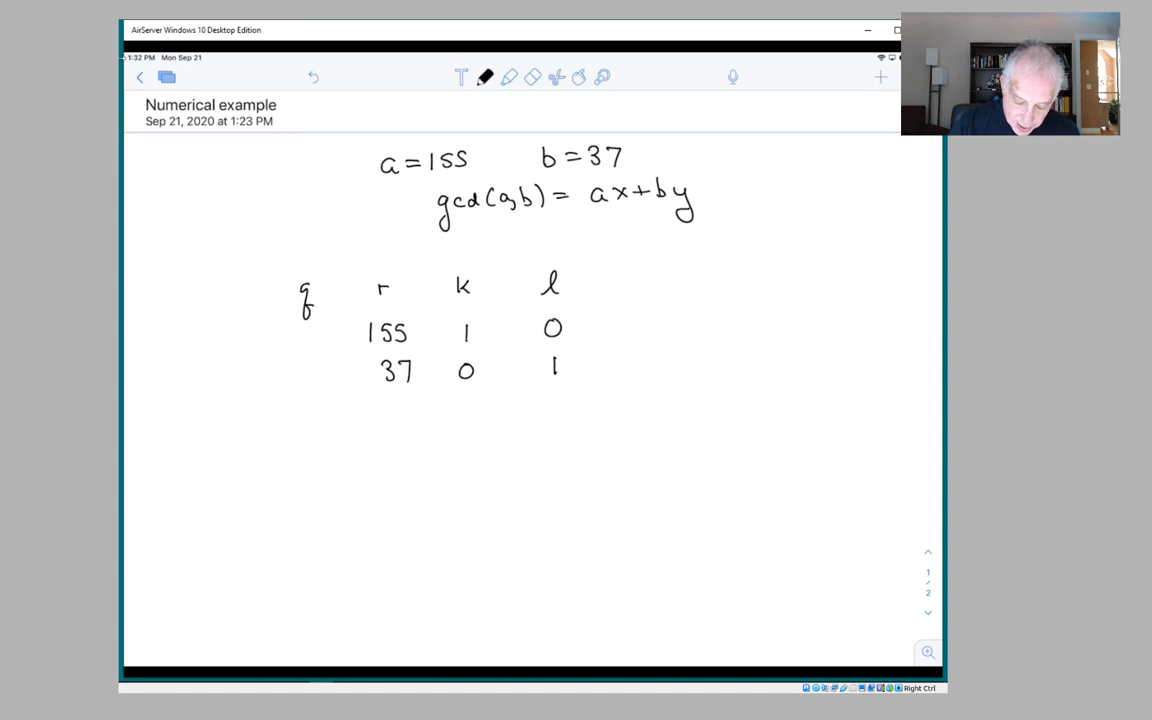 AirServer Windows 10 Desktop Edition
1:32 PM Mon Sep 21
Numerical example
Sep 21, 2020 at 1:23 PM
a = 155 b = 37
gcd(a,b) = ax+by
q r k l
155 1 0
37 0 1
1
/
2
Right Ctrl